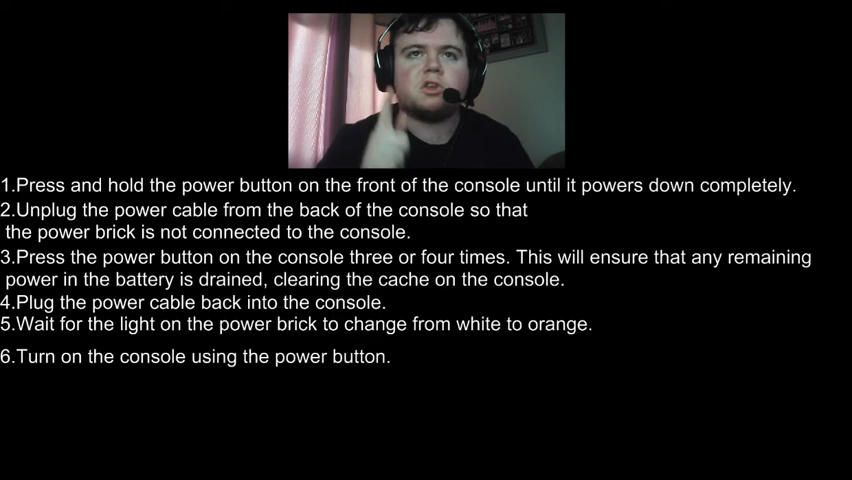 1.Press and hold the power button on the front of the console until it powers down completely.
2.Unplug the power cable from the back of the console so that
the power brick is not connected to the console.
3.Press the power button on the console three or four times. This will ensure that any remaining
power in the battery is drained, clearing the cache on the console.
4.Plug the power cable back into the console.
5.Wait for the light on the power brick to change from white to orange.
6.Turn on the console using the power button.